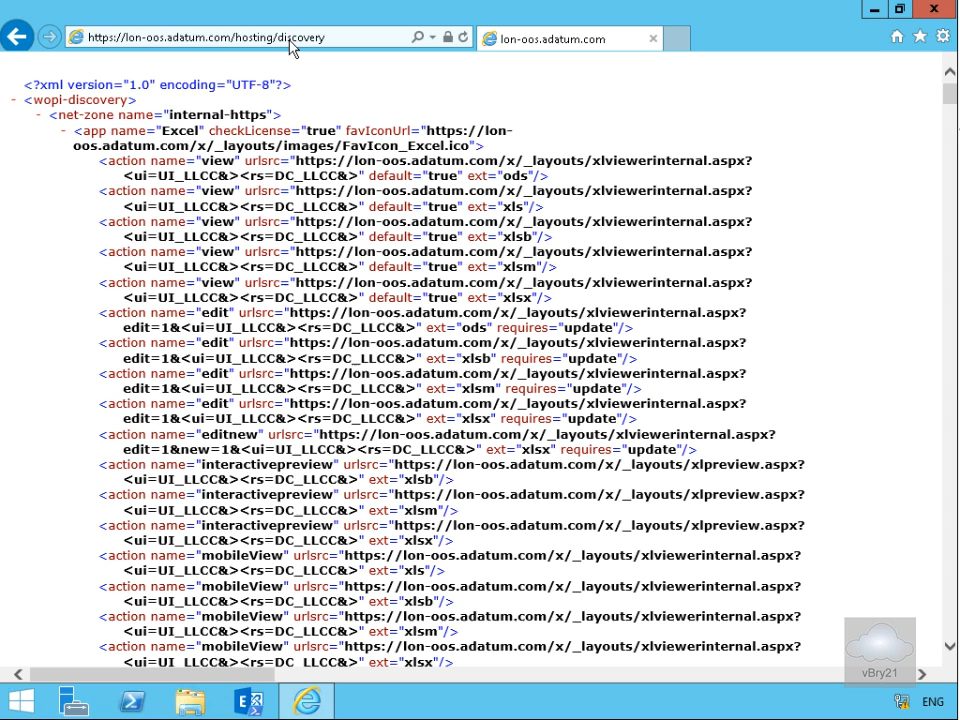 https://lon-oos.adatum.com/hosting/discovery
lon-oos.adatum.com
<?xml version="1.0" encoding="UTF-8"?>
- <wopi-discovery>
- <net-zone name="internal-https">
- <app name="Excel" checkLicense="true" favIconUrl="https://lon-
oos.adatum.com/x/_layouts/images/FavIcon_Excel.ico">
<action name="view" urlsrc="https://lon-oos.adatum.com/x/_layouts/xlviewerinternal.aspx?
<ui=UI_LLCC&><rs=DC_LLCC&>" default="true" ext="ods"/>
<action name="view" urlsrc="https://lon-oos.adatum.com/x/_layouts/xlviewerinternal.aspx?
<ui=UI_LLCC&><rs=DC_LLCC&>" default="true" ext="xls"/>
<action name="view" urlsrc="https://lon-oos.adatum.com/x/_layouts/xlviewerinternal.aspx?
<ui=UI_LLCC&><rs=DC_LLCC&>" default="true" ext="xlsb"/>
<action name="view" urlsrc="https://lon-oos.adatum.com/x/_layouts/xlviewerinternal.aspx?
<ui=UI_LLCC&><rs=DC_LLCC&>" default="true" ext="xlsm"/>
<action name="view" urlsrc="https://lon-oos.adatum.com/x/_layouts/xlviewerinternal.aspx?
<ui=UI_LLCC&><rs=DC_LLCC&>" default="true" ext="xlsx"/>
<action name="edit" urlsrc="https://lon-oos.adatum.com/x/_layouts/xlviewerinternal.aspx?
edit=1&<ui=UI_LLCC&><rs=DC_LLCC&>" ext="ods" requires="update"/>
<action name="edit" urlsrc="https://lon-oos.adatum.com/x/_layouts/xlviewerinternal.aspx?
edit=1&<ui=UI_LLCC&><rs=DC_LLCC&>" ext="xlsb" requires="update"/>
<action name="edit" urlsrc="https://lon-oos.adatum.com/x/_layouts/xlviewerinternal.aspx?
edit=1&<ui=UI_LLCC&><rs=DC_LLCC&>" ext="xlsm" requires="update"/>
<action name="edit" urlsrc="https://lon-oos.adatum.com/x/_layouts/xlviewerinternal.aspx?
edit=1&<ui=UI_LLCC&><rs=DC_LLCC&>" ext="xlsx" requires="update"/>
<action name="editnew" urlsrc="https://lon-oos.adatum.com/x/_layouts/xlviewerinternal.aspx?
edit=1&new=1&<ui=UI_LLCC&><rs=DC_LLCC&>" ext="xlsx" requires="update"/>
<action name="interactivepreview" urlsrc="https://lon-oos.adatum.com/x/_layouts/xlpreview.aspx?
<ui=UI_LLCC&><rs=DC_LLCC&>" ext="xlsb"/>
<action name="interactivepreview" urlsrc="https://lon-oos.adatum.com/x/_layouts/xlpreview.aspx?
<ui=UI_LLCC&><rs=DC_LLCC&>" ext="xlsm"/>
<action name="interactivepreview" urlsrc="https://lon-oos.adatum.com/x/_layouts/xlpreview.aspx?
<ui=UI_LLCC&><rs=DC_LLCC&>" ext="xlsx"/>
<action name="mobileView" urlsrc="https://lon-oos.adatum.com/x/_layouts/xlviewerinternal.aspx?
<ui=UI_LLCC&><rs=DC_LLCC&>" ext="xls"/>
<action name="mobileView" urlsrc="https://lon-oos.adatum.com/x/_layouts/xlviewerinternal.aspx?
<ui=UI_LLCC&><rs=DC_LLCC&>" ext="xlsb"/>
<action name="mobileView" urlsrc="https://lon-oos.adatum.com/x/_layouts/xlviewerinternal.aspx?
<ui=UI_LLCC&><rs=DC_LLCC&>" ext="xlsm"/>
<action name="mobileView" urlsrc="https://lon-oos.adatum.com/x/_layouts/xlviewerinternal.aspx?
<ui=UI_LLCC&><rs=DC_LLCC&>" ext="xlsx"/>
vBry21
ENG